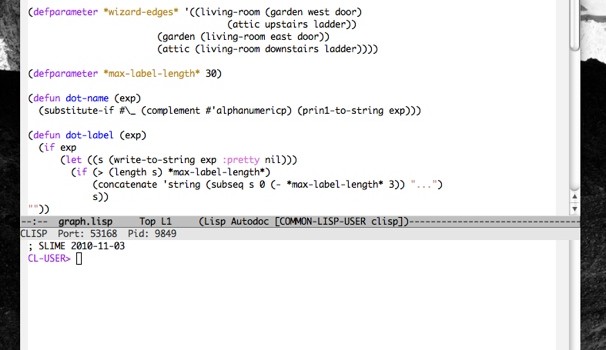 (defparameter *wizard-edges* '((living-room (garden west door)
(attic upstairs ladder))
(garden (living-room east door))
(attic (living-room downstairs ladder))))
(defparameter *max-label-length* 30)
(defun dot-name (exp)
(substitute-if #\_ (complement #'alphanumericp) (prin1-to-string exp)))
(defun dot-label (exp)
(if exp
(let ((s (write-to-string exp :pretty nil)))
(if (> (length s) *max-label-length*)
(concatenate 'string (subseq s 0 (- *max-label-length* 3)) "...")
s))
""))
--:-- graph.lisp Top L1 (Lisp Autodoc [COMMON-LISP-USER clisp])--------------------------------
CLISP Port: 53168 Pid: 9849
; SLIME 2010-11-03
CL-USER>